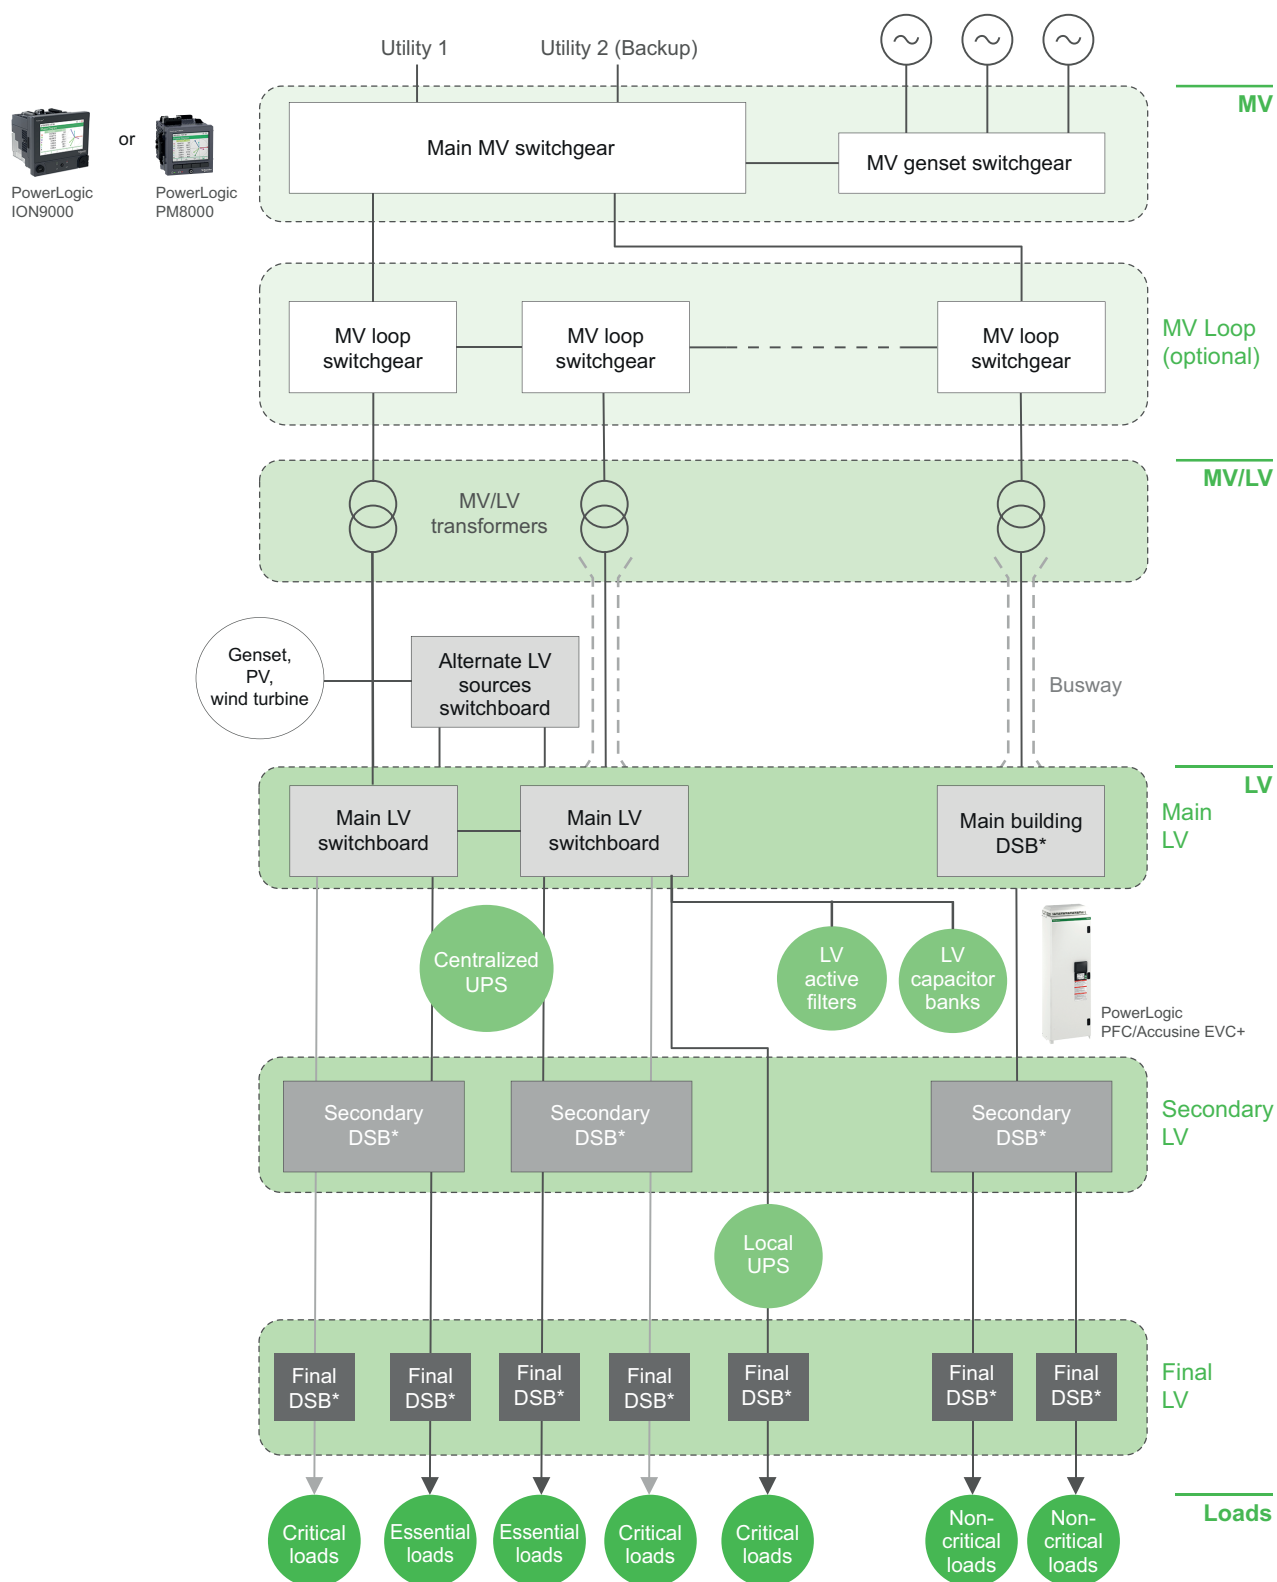 Utility 1
Utility 2 (Backup)
MV
PowerLogic
ION9000
or
PowerLogic
PM8000
Main MV switchgear
MV genset switchgear
MV loop
switchgear
MV loop
switchgear
MV loop
switchgear
MV Loop
(optional)
MV/LV
MV/LV
transformers
Genset,
PV,
wind turbine
Alternate LV
sources
switchboard
Busway
LV
Main LV
switchboard
Main LV
switchboard
Main building
DSB*
Main
LV
Centralized
UPS
LV
active
filters
LV
capacitor
banks
PowerLogic
PFC/Accusine EVC+
Secondary
DSB*
Secondary
DSB*
Secondary
DSB*
Secondary
LV
Local
UPS
Final
DSB*
Final
DSB*
Final
DSB*
Final
DSB*
Final
DSB*
Final
DSB*
Final
DSB*
Final
LV
Loads
Critical
loads
Essential
loads
Essential
loads
Critical
loads
Critical
loads
Non-
critical
loads
Non-
critical
loads